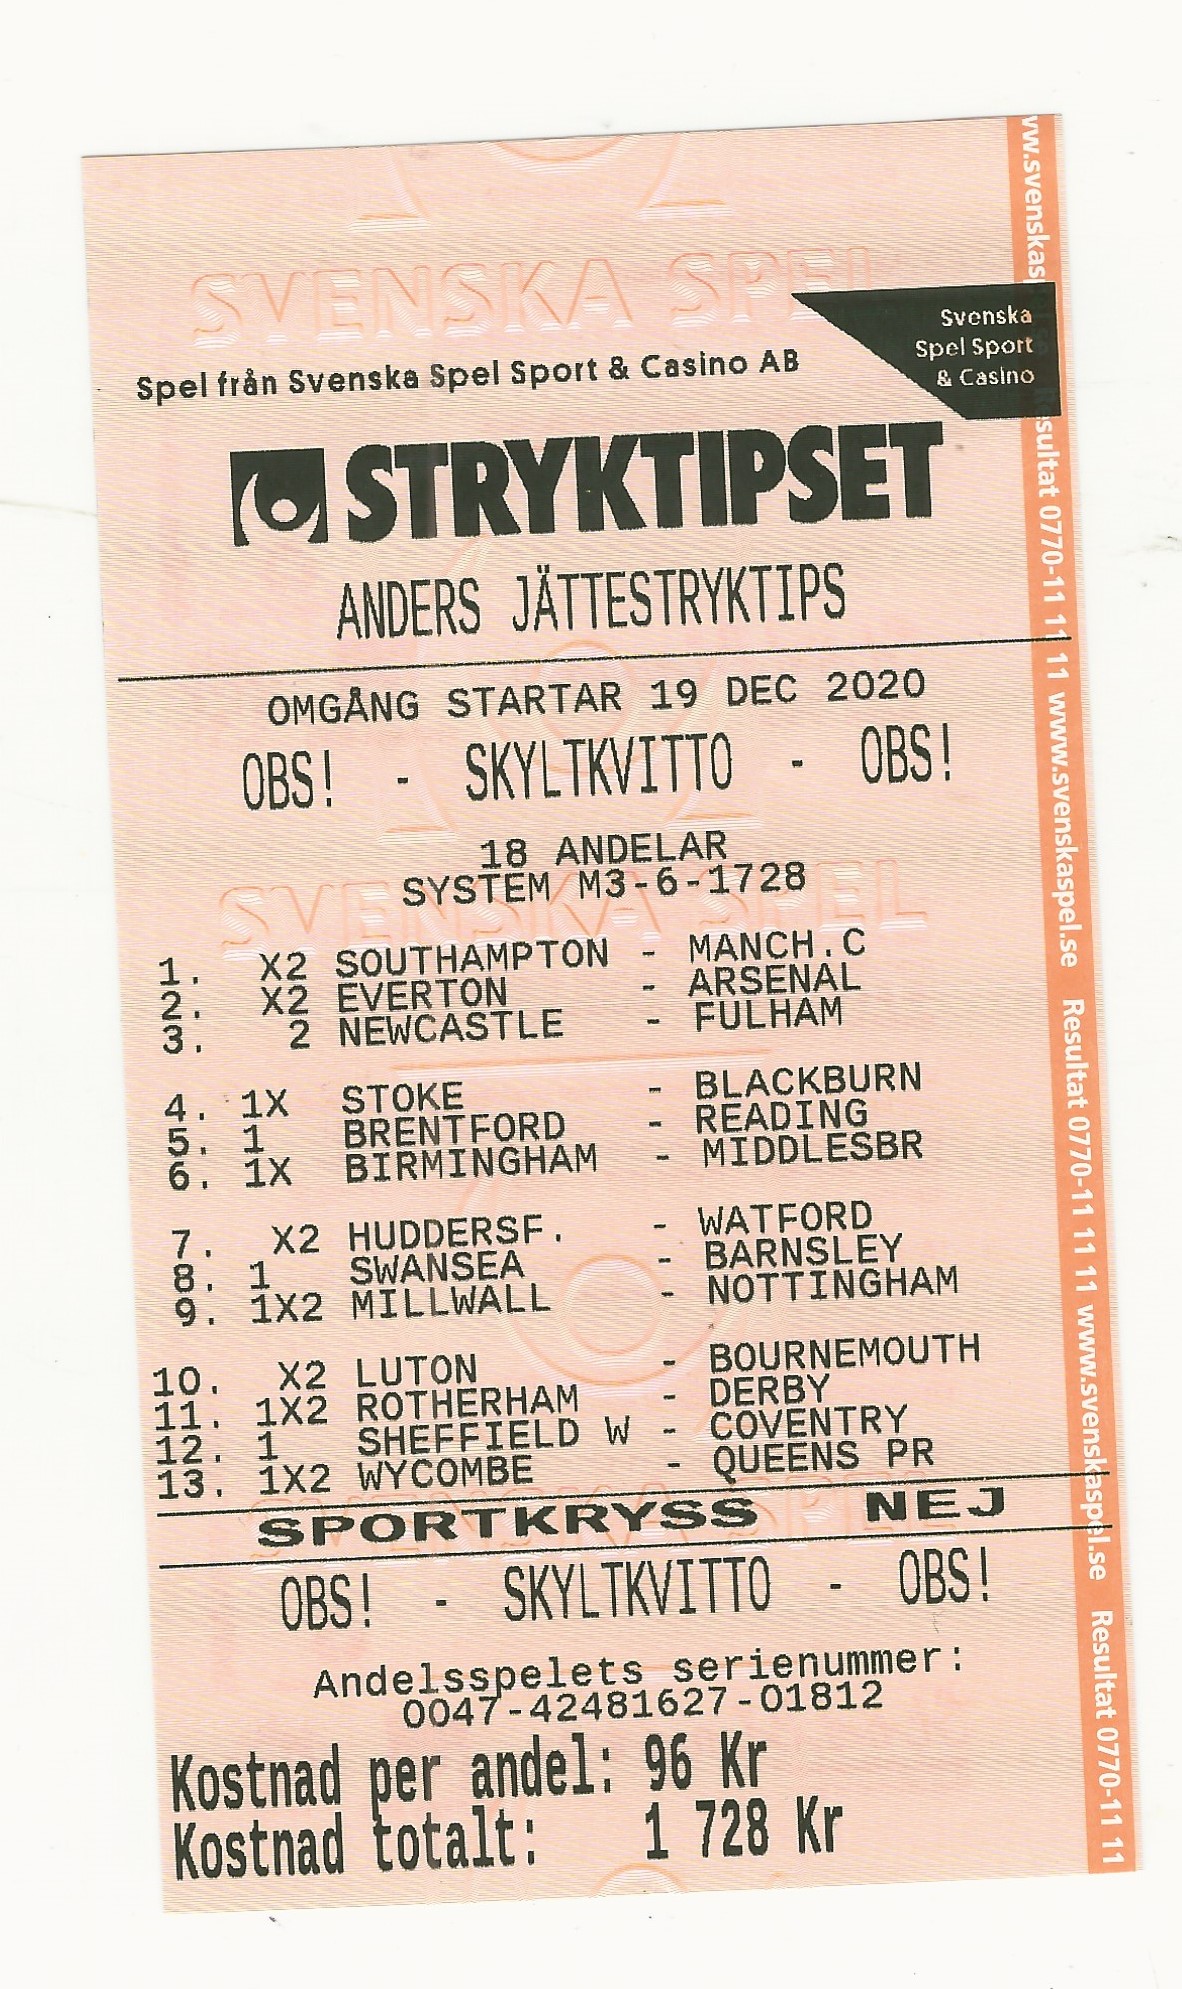 SVENSKA SPEL
Svenska
Spel Sport
& Casino
Spel från Svenska Spel Sport & Casino AB
STRYKTIPSET
ANDERS JÄTTESTRYKTIPS
OMGÅNG STARTAR 19 DEC 2020
OBS! - SKYLTKVITTO - OBS!
18 ANDELAR
SYSTEM M3-6-1728
SVENSKA SPEL
1. X2 SOUTHAMPTON - MANCH.C
2. X2 EVERTON - ARSENAL
3. 2 NEWCASTLE - FULHAM
4. 1X STOKE - BLACKBURN
5. 1 BRENTFORD - READING
6. 1X BIRMINGHAM - MIDDLESBR
7. X2 HUDDERSF. - WATFORD
8. 1 SWANSEA - BARNSLEY
9. 1X2 MILLWALL - NOTTINGHAM
10. X2 LUTON - BOURNEMOUTH
11. 1X2 ROTHERHAM - DERBY
12. 1 SHEFFIELD W - COVENTRY
13. 1X2 WYCOMBE - QUEENS PR
SVENSKA SPEL
SPORTKRYSS NEJ
OBS! - SKYLTKVITTO - OBS!
Andelsspelets serienummer:
0047-42481627-01812
Kostnad per andel: 96 Kr
Kostnad totalt: 1 728 Kr
ww.svenskas Resultat 0770-11 11 11 www.svenskaspel.se Resultat 0770-11 11 11 www.svenskaspel.se Resultat 0770-11 11